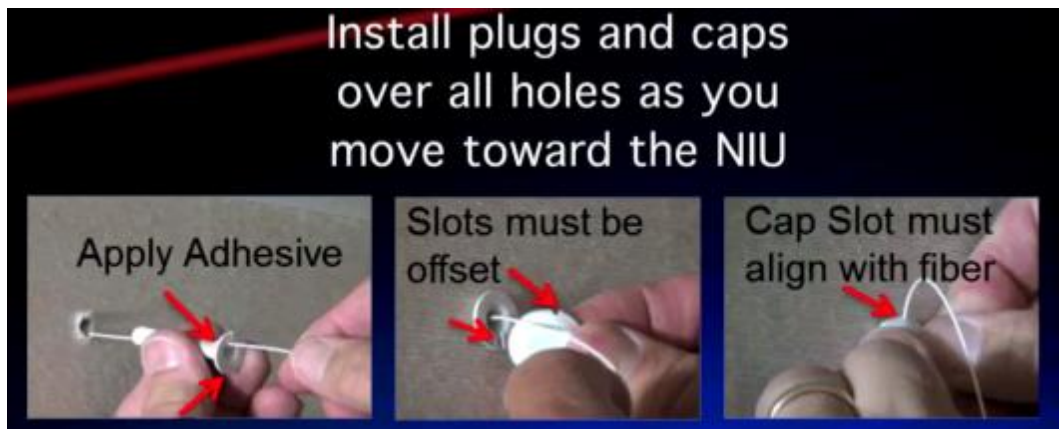 Install plugs and caps
over all holes as you
move toward the NIU
Apply Adhesive
Slots must be
offset
Cap Slot must
align with fiber